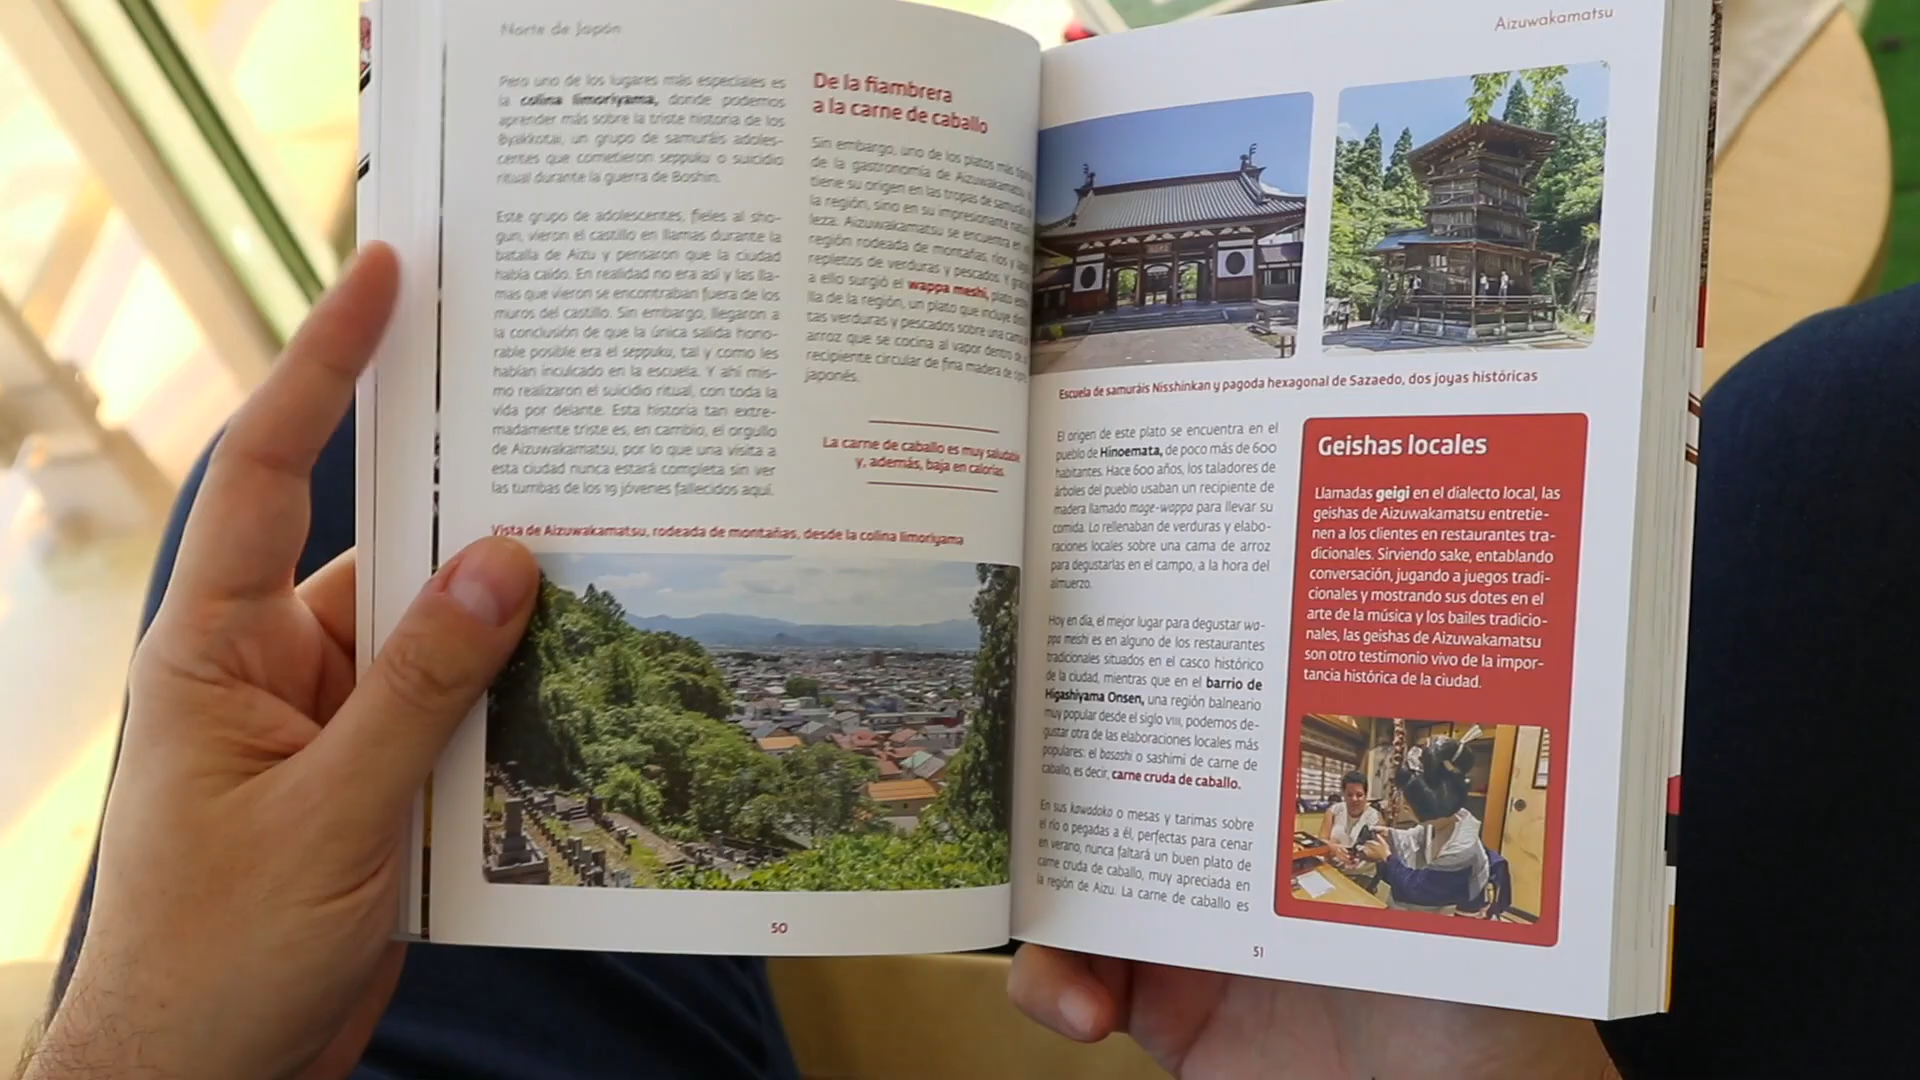 Norte de Japón
Pero uno de los lugares más especiales es
la colina Iimoriyama, donde podemos
aprender más sobre la triste historia de los
Byakkotai, un grupo de samuráis adoles-
centes que cometieron seppuku o suicidio
ritual durante la guerra de Boshin.
Este grupo de adolescentes, fieles al sho-
gun, vieron el castillo en llamas durante la
batalla de Aizu y pensaron que la ciudad
había caído. En realidad no era así y las lla-
mas que vieron se encontraban fuera de los
muros del castillo. Sin embargo, llegaron a
la conclusión de que la única salida hono-
rable posible era el seppuku, tal y como les
habían inculcado en la escuela. Y ahí mis-
mo realizaron el suicidio ritual, con toda la
vida por delante. Esta historia tan extre-
madamente triste es, en cambio, el orgullo
de Aizuwakamatsu, por lo que una visita a
esta ciudad nunca estará completa sin ver
las tumbas de los 19 jóvenes fallecidos aquí.
De la fiambrera
a la carne de caballo
Sin embargo, uno de los platos más
de la gastronomía de Aizuwakamatsu
tiene su origen en las tropas de samuráis
la región, sino en su impresionante
leza. Aizuwakamatsu se encuentra en
región rodeada de montañas, ríos y
repletos de verduras y pescados. Y
a ello surgió el wappa meshi, plato
lla de la región, un plato que incluye
tas verduras y pescados sobre una cama
arroz que se cocina al vapor dentro de
recipiente circular de fina madera de
japonés.
La carne de caballo es muy saludable
y, además, baja en calorías.
Vista de Aizuwakamatsu, rodeada de montañas, desde la colina Iimoriyama
50
Aizuwakamatsu
Escuela de samuráis Nisshinkan y pagoda hexagonal de Sazaedo, dos joyas históricas
El origen de este plato se encuentra en el
pueblo de Hinoemata, de poco más de 600
habitantes. Hace 600 años, los taladores de
árboles del pueblo usaban un recipiente de
madera llamado mage-wappa para llevar su
comida. Lo rellenaban de verduras y elabo-
raciones locales sobre una cama de arroz
para degustarlas en el campo, a la hora del
almuerzo.
Hoy en día, el mejor lugar para degustar wa-
ppa meshi es en alguno de los restaurantes
tradicionales situados en el casco histórico
de la ciudad, mientras que en el barrio de
Higashiyama Onsen, una región balneario
muy popular desde el siglo VIII, podemos de-
gustar otra de las elaboraciones locales más
populares: el basashi o sashimi de carne de
caballo, es decir, carne cruda de caballo.
En sus kawadoko o mesas y tarimas sobre
el río o pegadas a él, perfectas para cenar
en verano, nunca faltará un buen plato de
carne cruda de caballo, muy apreciada en
la región de Aizu. La carne de caballo es
Geishas locales
Llamadas geigi en el dialecto local, las
geishas de Aizuwakamatsu entretie-
nen a los clientes en restaurantes tra-
dicionales. Sirviendo sake, entablando
conversación, jugando a juegos tradi-
cionales y mostrando sus dotes en el
arte de la música y los bailes tradicio-
nales, las geishas de Aizuwakamatsu
son otro testimonio vivo de la impor-
tancia histórica de la ciudad.
51